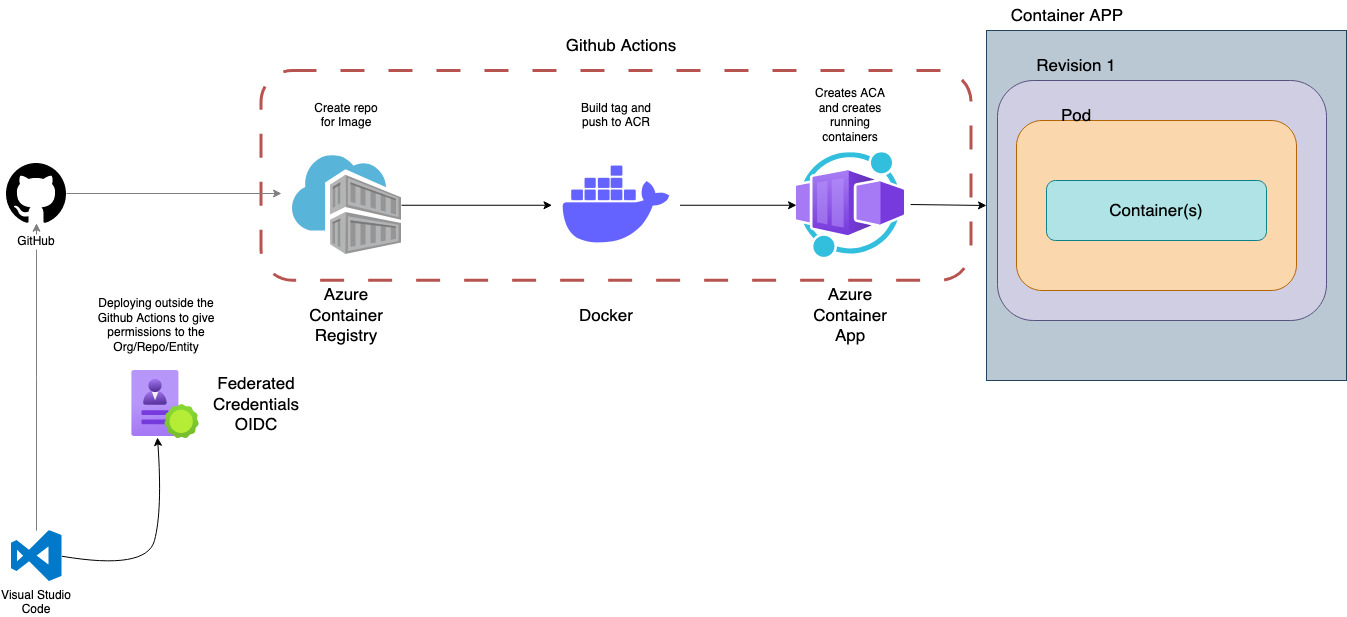 Container APP
Github Actions
Revision 1
Create repo
for Image
Build tag and
push to ACR
Creates ACA
and creates
running
containers
Pod
Container(s)
GitHub
Azure
Container
Registry
Docker
Azure
Container
App
Deploying outside the
Github Actions to give
permissions to the
Org/Repo/Entity
Federated
Credentials
OIDC
Visual Studio
Code